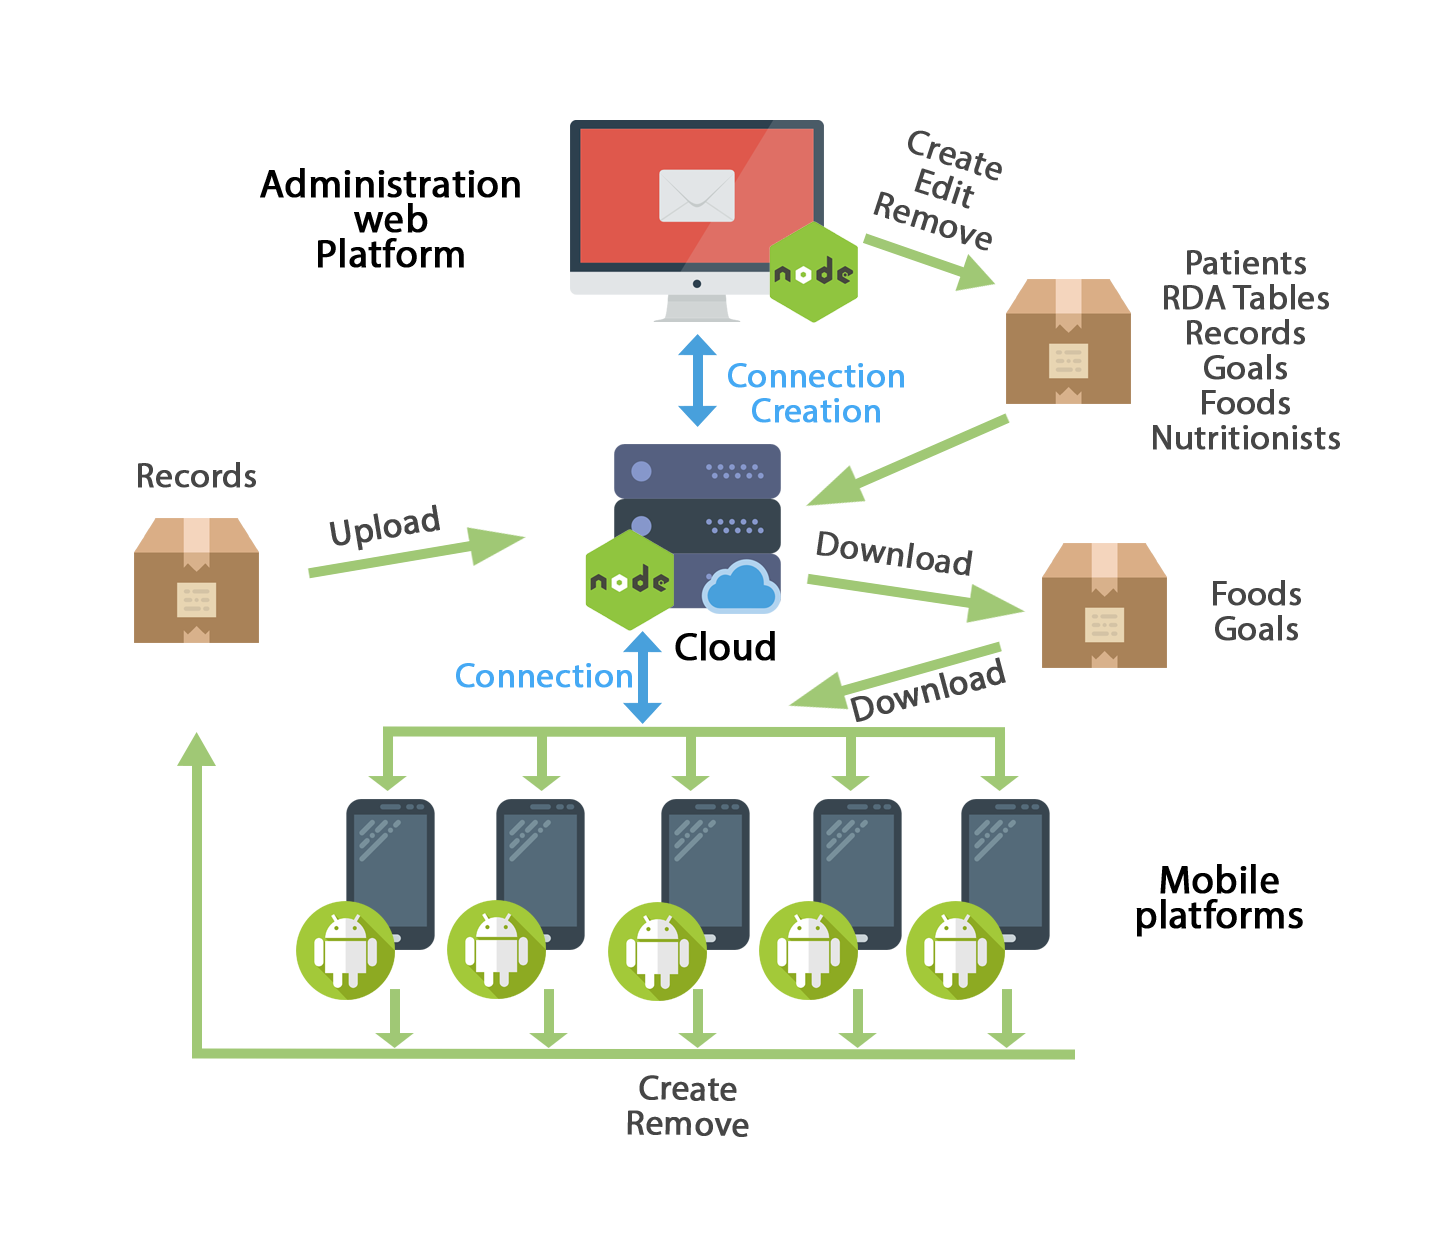 Administration
web
Platform
node
Create
Edit
Remove
Patients
RDA Tables
Records
Goals
Foods
Nutritionists
Connection
Creation
Records
Upload
node
Cloud
Download
Foods
Goals
Download
Connection
Mobile
platforms
Create
Remove